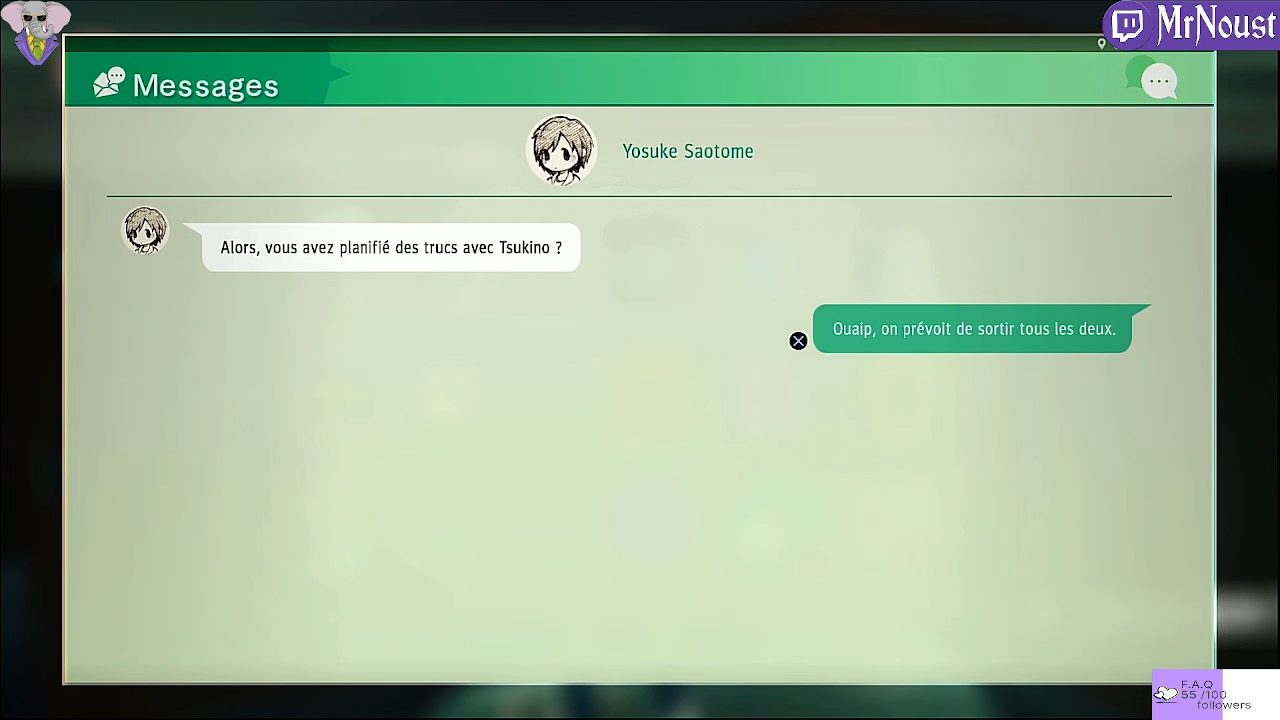 MrNoust
Messages
Yosuke Saotome
Alors, vous avez planifié des trucs avec Tsukino ?
Ouaip, on prévoit de sortir tous les deux.
F.A.Q
55 /100
followers